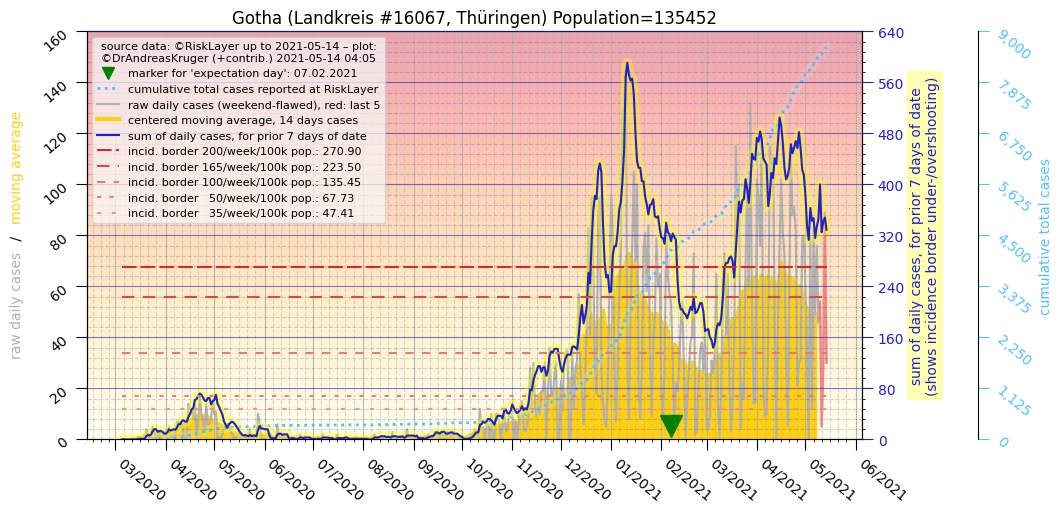 Gotha (Landkreis #16067, Thüringen) Population=135452
source data: ©RiskLayer up to 2021-05-14 – plot:
©DrAndreasKruger (+contrib.) 2021-05-14 04:05
marker for 'expectation day': 07.02.2021
cumulative total cases reported at RiskLayer
raw daily cases (weekend-flawed), red: last 5
centered moving average, 14 days cases
sum of daily cases, for prior 7 days of date
incid. border 200/week/100k pop.: 270.90
incid. border 165/week/100k pop.: 223.50
incid. border 100/week/100k pop.: 135.45
incid. border   50/week/100k pop.: 67.73
incid. border   35/week/100k pop.: 47.41
raw daily cases / moving average
160
140
120
100
80
60
40
20
0
03/2020
04/2020
05/2020
06/2020
07/2020
08/2020
09/2020
10/2020
11/2020
12/2020
01/2021
02/2021
03/2021
04/2021
05/2021
06/2021
640
560
480
400
320
240
160
80
0
sum of daily cases, for prior 7 days of date
(shows incidence border under-/overshooting)
9,000
7,875
6,750
5,625
4,500
3,375
2,250
1,125
0
cumulative total cases